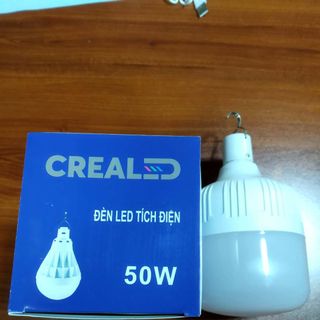 CREALED
ĐÈN LED TÍCH ĐIỆN
50W